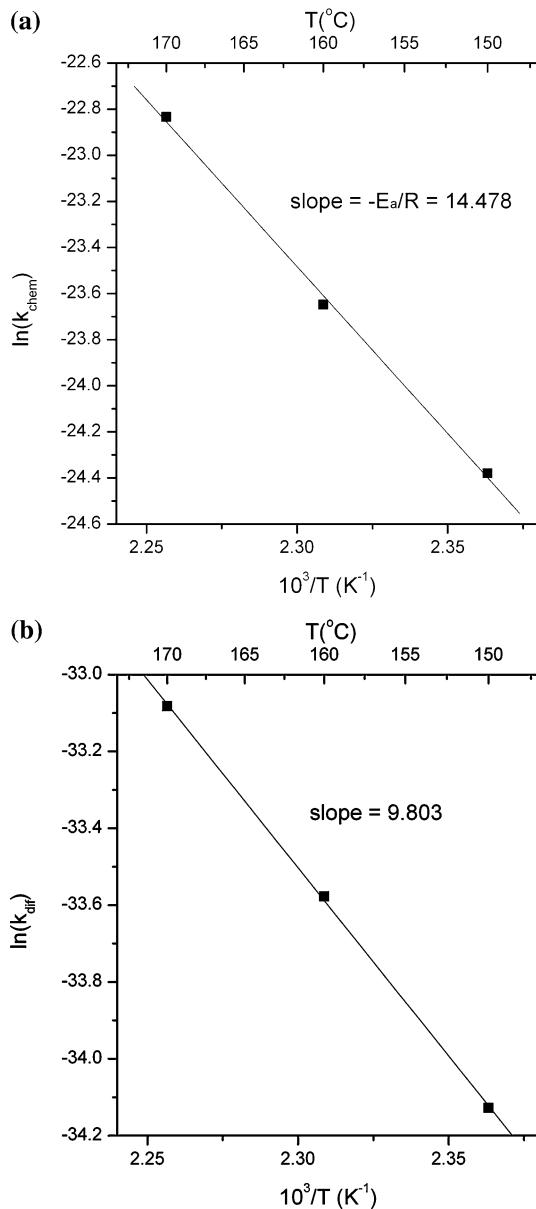 (a)
T(°C)
170 165 160 155 150
-22.6
-22.8
-23.0
-23.2
-23.4
-23.6
-23.8
-24.0
-24.2
-24.4
-24.6
ln(kchem)
slope = -Ea/R = 14.478
2.25 2.30 2.35
10³/T (K⁻¹)
(b)
T(°C)
170 165 160 155 150
-33.0
-33.2
-33.4
-33.6
-33.8
-34.0
-34.2
ln(kdif)
slope = 9.803
2.25 2.30 2.35
10³/T (K⁻¹)